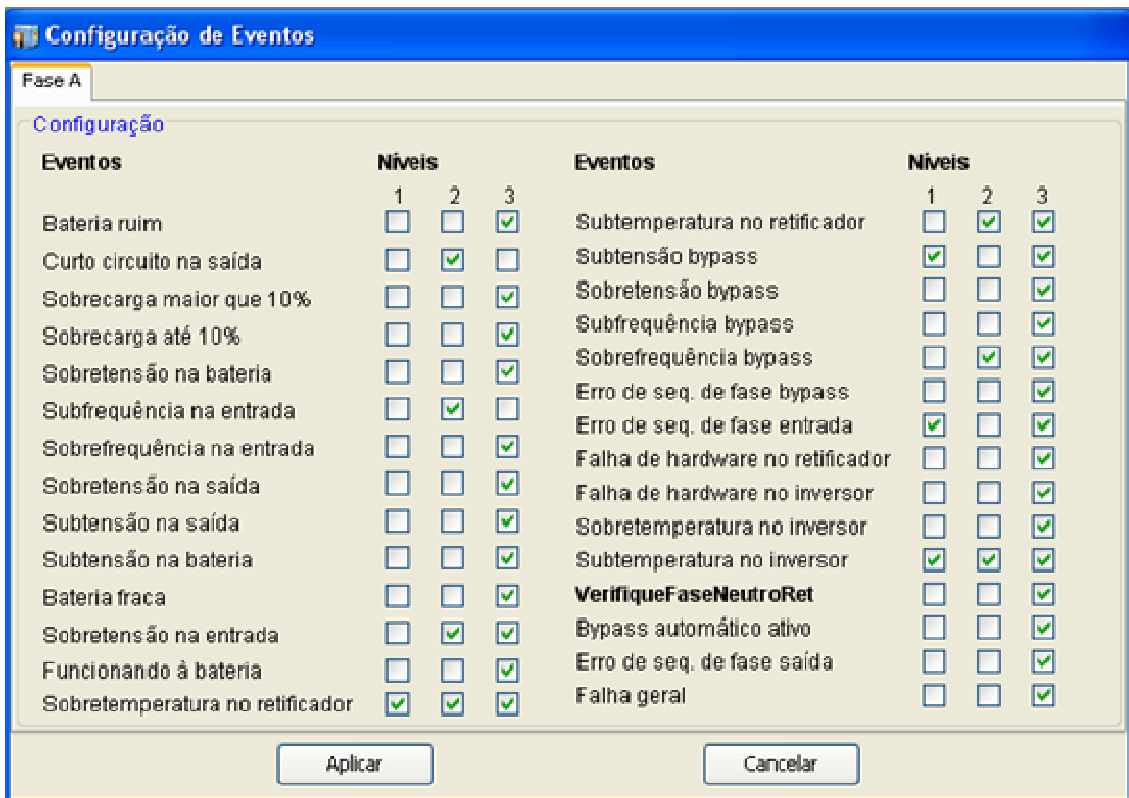 Configuração de Eventos
Fase A
Configuração
Eventos Níveis
1 2 3
Bateria ruim
Curto circuito na saída
Sobrecarga maior que 10%
Sobrecarga até 10%
Sobretensão na bateria
Subfrequência na entrada
Sobrefrequência na entrada
Sobretensão na saída
Subtensão na saída
Subtensão na bateria
Bateria fraca
Sobretensão na entrada
Funcionando à bateria
Sobretemperatura no retificador
Eventos Níveis
1 2 3
Subtemperatura no retificador
Subtensão bypass
Sobretensão bypass
Subfrequência bypass
Sobrefrequência bypass
Erro de seq. de fase bypass
Erro de seq. de fase entrada
Falha de hardware no retificador
Falha de hardware no inversor
Sobretemperatura no inversor
Subtemperatura no inversor
VerifiqueFaseNeutroRet
Bypass automático ativo
Erro de seq. de fase saída
Falha geral
Aplicar
Cancelar